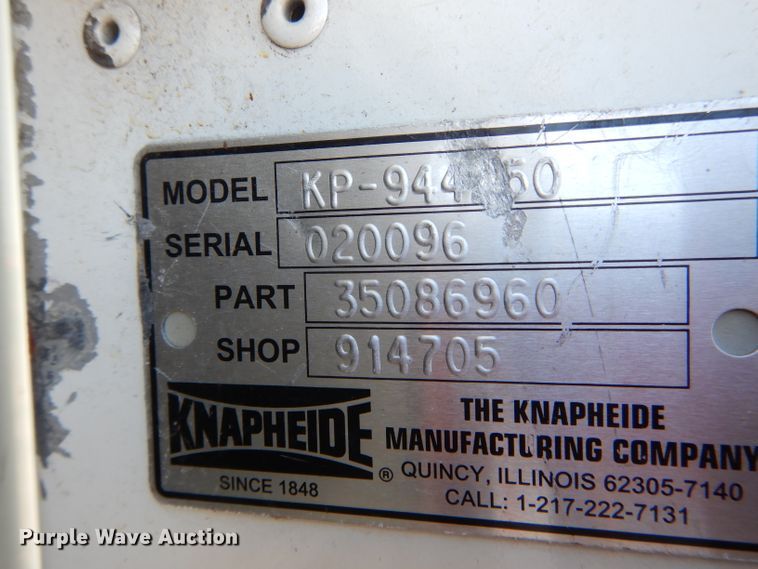 MODEL
SERIAL 020096
PART 35086960
SHOP 914705
KNAPHEIDE ®
SINCE 1848
THE KNAPHEIDE
MANUFACTURING COMPANY
QUINCY, ILLINOIS 62305-7140
CALL: 1-217-222-7131
Purple Wave Auction